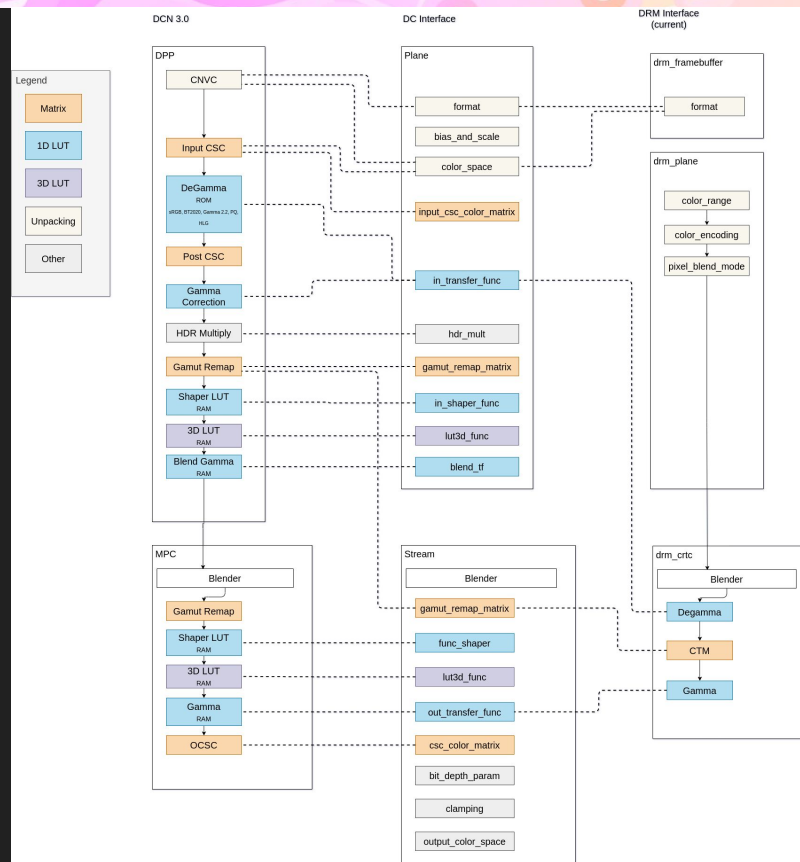 DCN 3.0
DC Interface
DRM Interface
(current)
Legend
Matrix
1D LUT
3D LUT
Unpacking
Other
DPP
CNVC
Input CSC
DeGamma
ROM
sRGB, BT2020, Gamma 2.2, PQ,
HLG
Post CSC
Gamma
Correction
HDR Multiply
Gamut Remap
Shaper LUT
RAM
3D LUT
RAM
Blend Gamma
RAM
MPC
Blender
Gamut Remap
Shaper LUT
RAM
3D LUT
RAM
Gamma
RAM
OCSC
Plane
format
bias_and_scale
color_space
input_csc_color_matrix
in_transfer_func
hdr_mult
gamut_remap_matrix
in_shaper_func
lut3d_func
blend_tf
Stream
Blender
gamut_remap_matrix
func_shaper
lut3d_func
out_transfer_func
csc_color_matrix
bit_depth_param
clamping
output_color_space
drm_framebuffer
format
drm_plane
color_range
color_encoding
pixel_blend_mode
drm_crtc
Blender
Degamma
CTM
Gamma